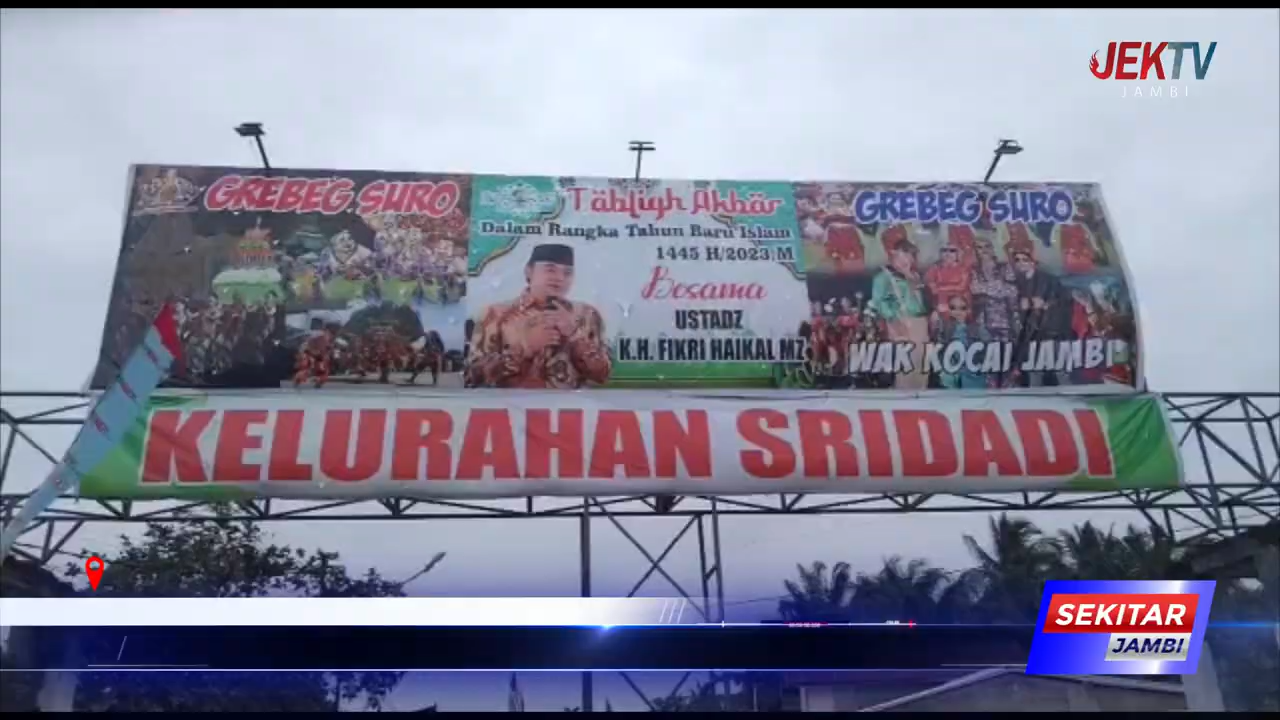 JEKTV
JAMBI
GREBEG SURO
Tabligh Akbar
Dalam Rangka Tahun Baru Islam
1445 H/2023 M
Besama
USTADZ
K.H. FIKRI HAIKAL MZ
GREBEG SURO
WAK KOCAI JAMBI
KELURAHAN SRIDADI
SEKITAR
JAMBI